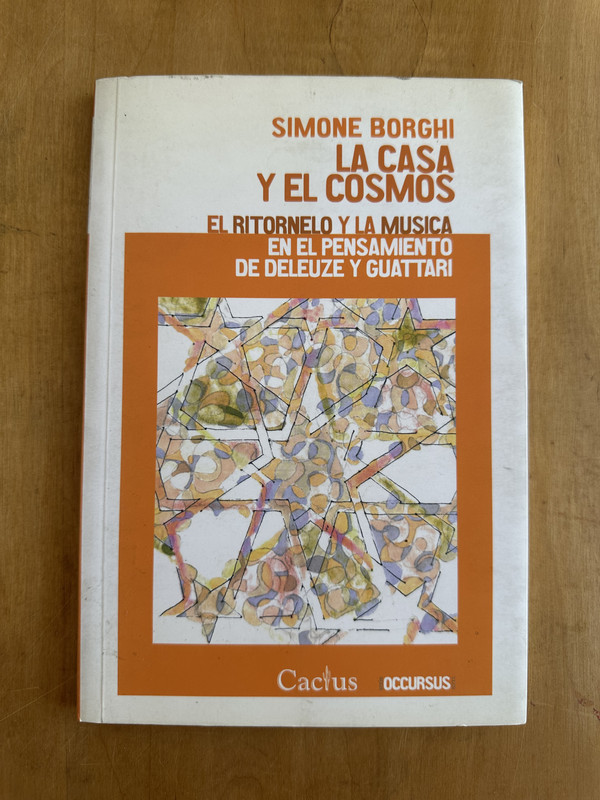 SIMONE BORGHI
LA CASA
Y EL COSMOS
EL RITORNELO Y LA MUSICA
EN EL PENSAMIENTO
DE DELEUZE Y GUATTARI
Cactus
OCCURSUS